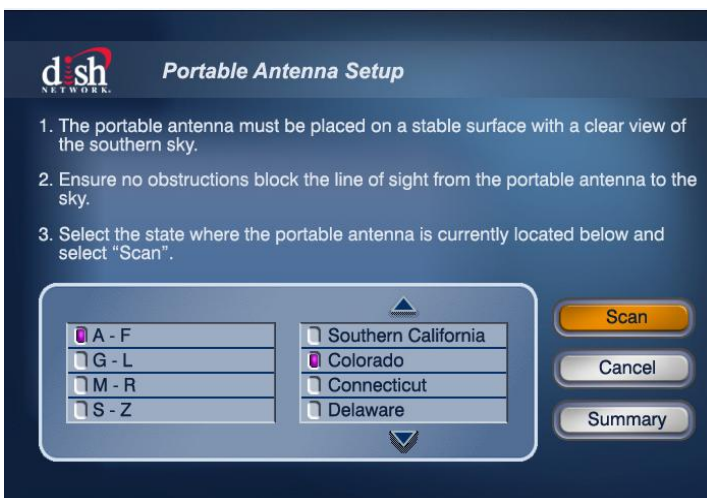 dish
NETWORK.
Portable Antenna Setup
1. The portable antenna must be placed on a stable surface with a clear view of
the southern sky.
2. Ensure no obstructions block the line of sight from the portable antenna to the
sky.
3. Select the state where the portable antenna is currently located below and
select “Scan”.
A - F
G - L
M - R
S - Z
Southern California
Colorado
Connecticut
Delaware
Scan
Cancel
Summary